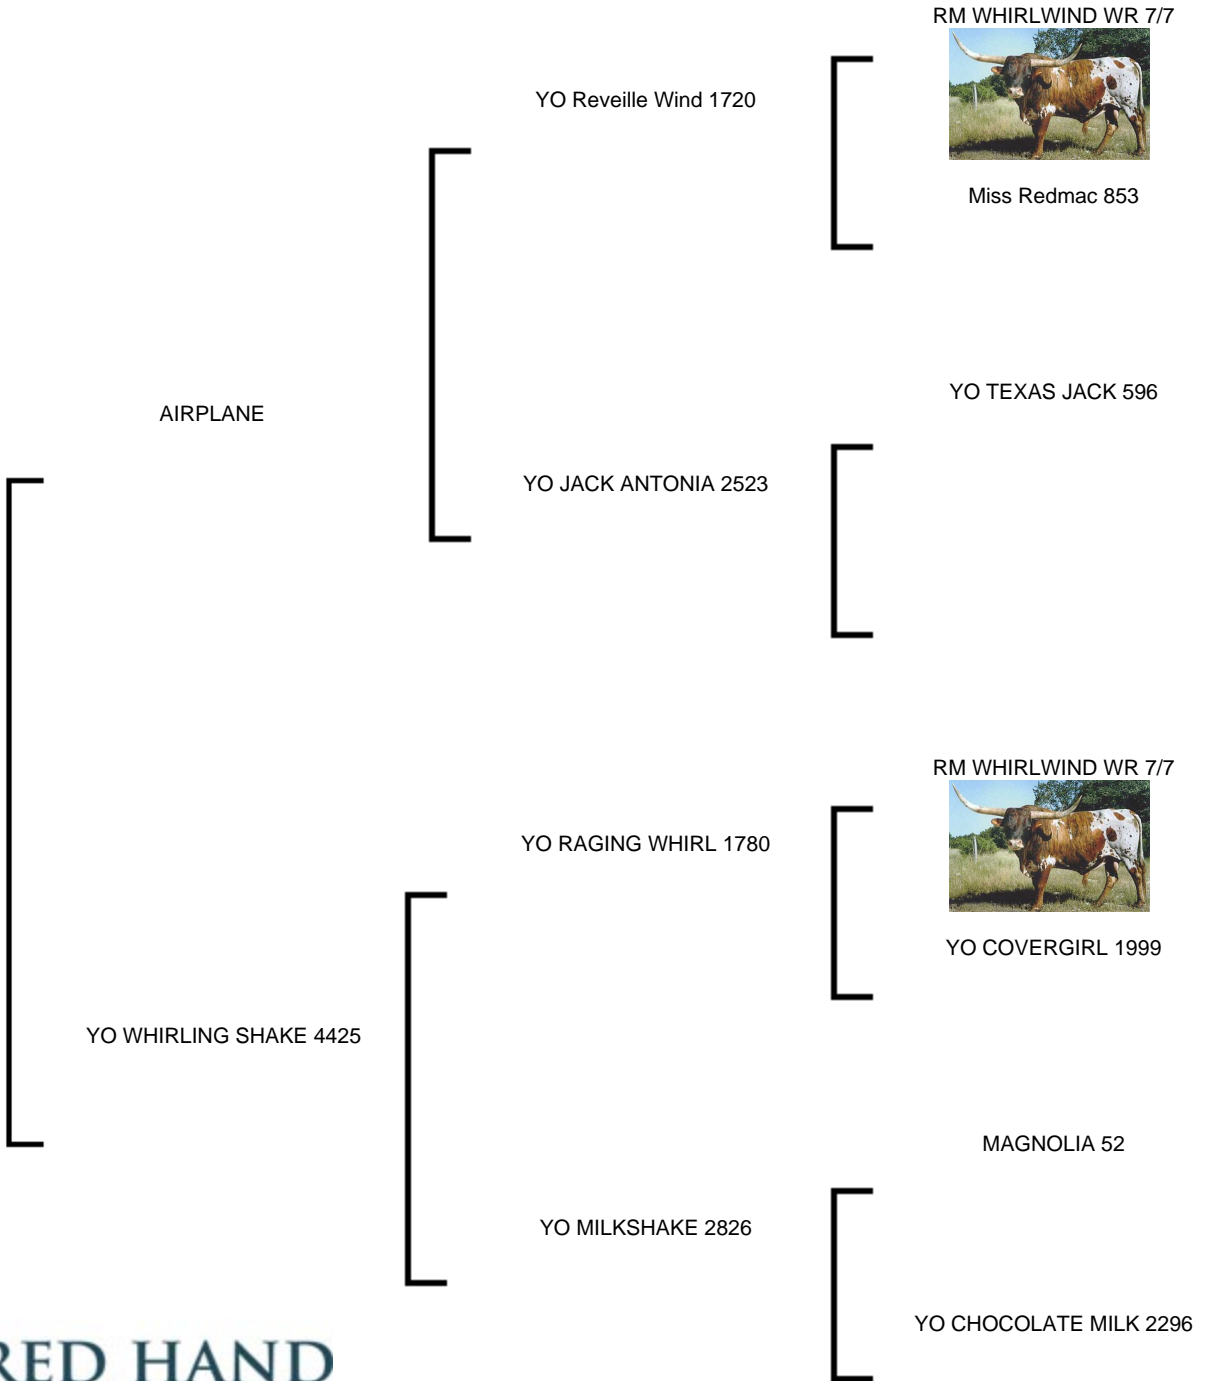 RM WHIRLWIND WR 7/7
YO Reveille Wind 1720
Miss Redmac 853
AIRPLANE
YO TEXAS JACK 596
YO JACK ANTONIA 2523
RM WHIRLWIND WR 7/7
YO RAGING WHIRL 1780
YO COVERGIRL 1999
YO WHIRLING SHAKE 4425
MAGNOLIA 52
YO MILKSHAKE 2826
YO CHOCOLATE MILK 2296
RED HAND